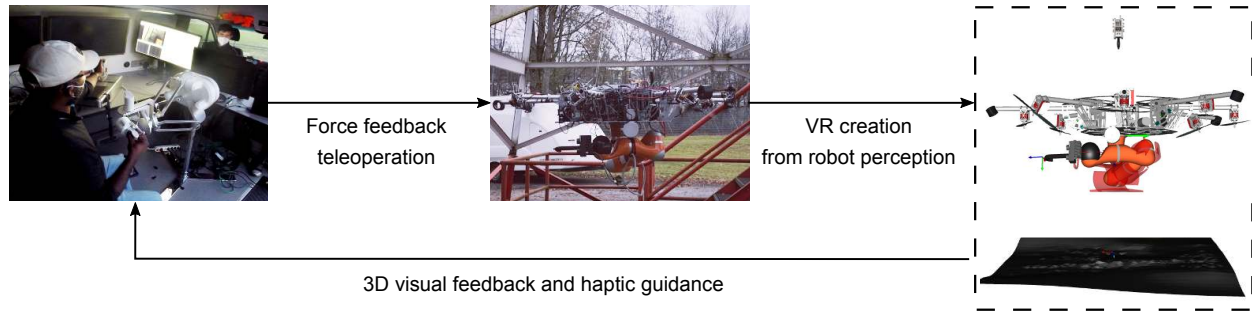 Force feedback
teleoperation
VR creation
from robot perception
3D visual feedback and haptic guidance